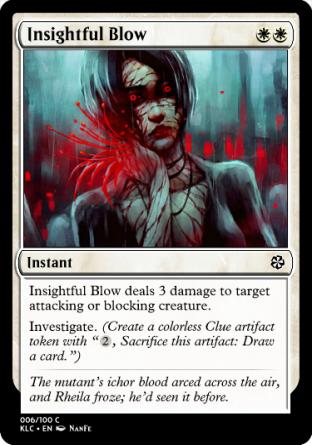 Insightful Blow
Instant
Insightful Blow deals 3 damage to target
attacking or blocking creature.
Investigate. (Create a colorless Clue artifact
token with “2, Sacrifice this artifact: Draw
a card.”)
The mutant's ichor blood arced across the air,
and Rheila froze; he'd seen it before.
006/100 C
KLC • EN NanFe